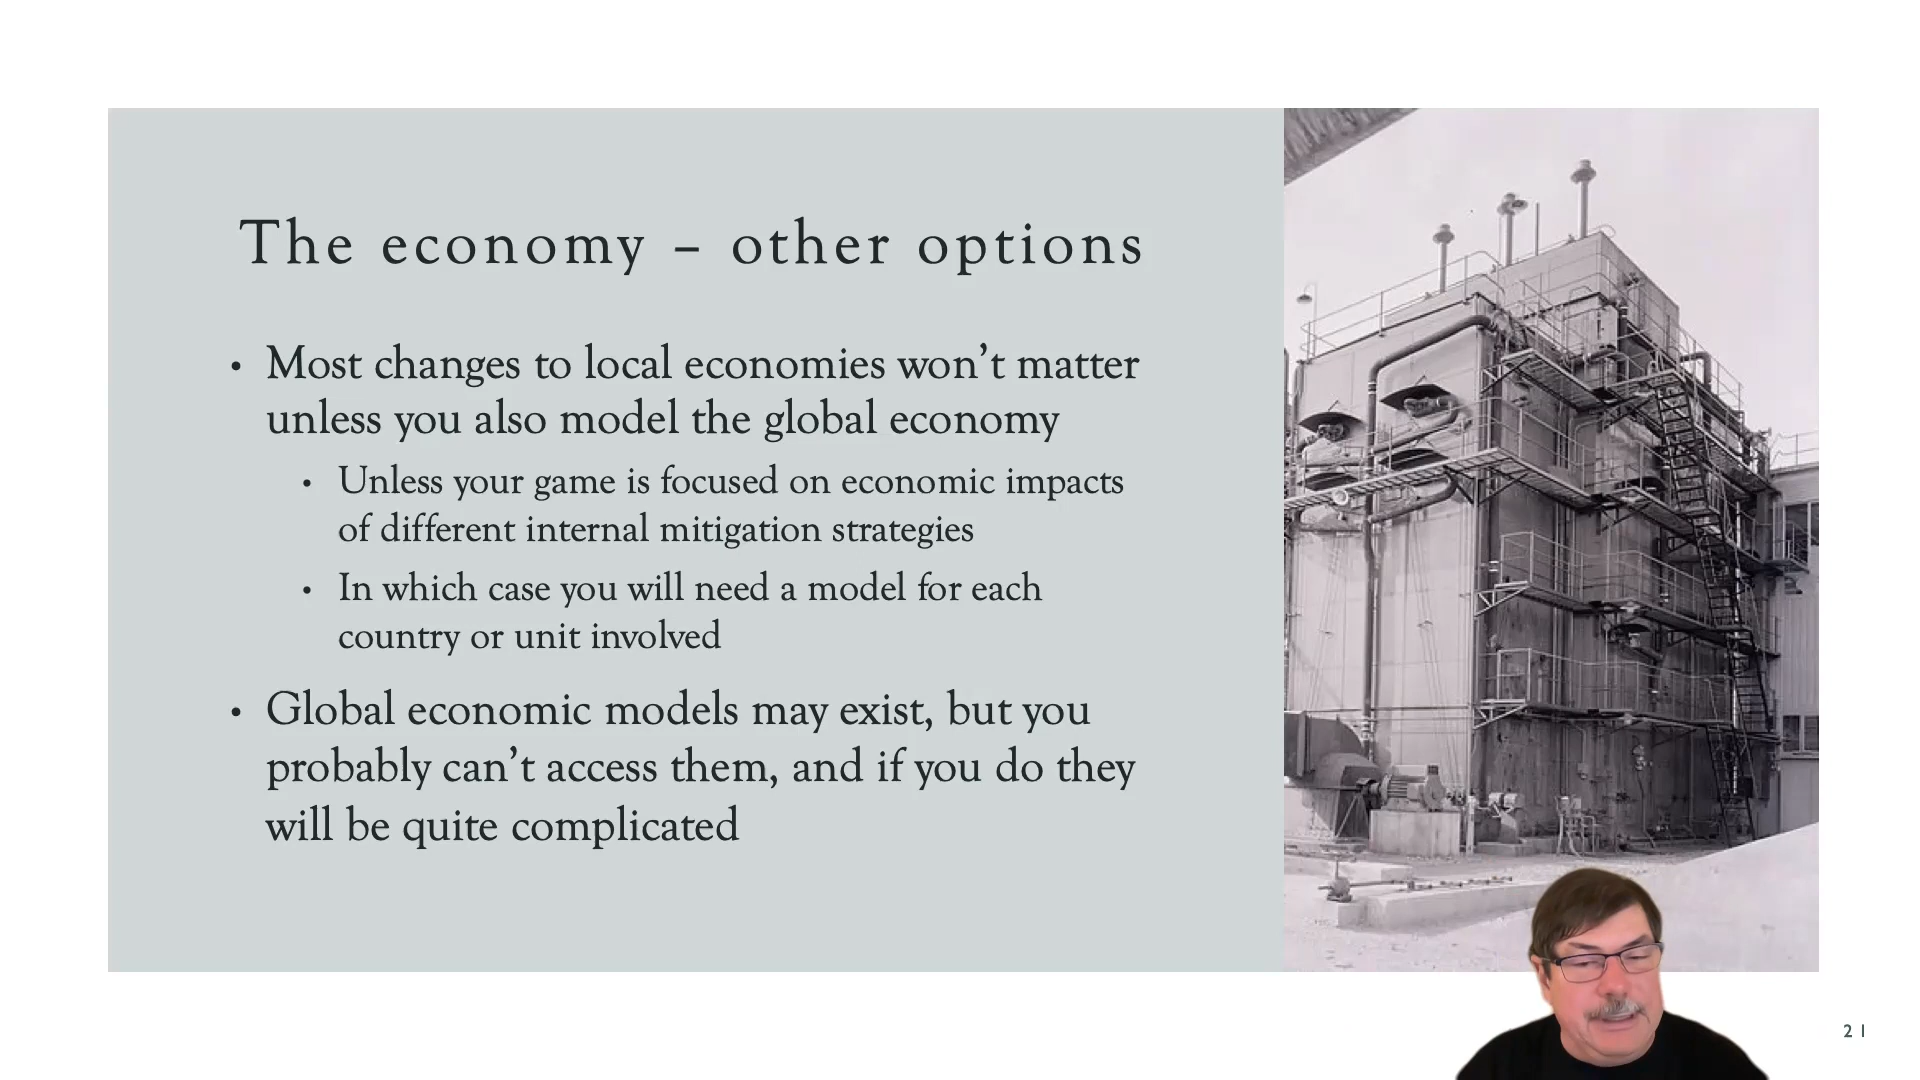 The economy – other options
• Most changes to local economies won’t matter
unless you also model the global economy
• Unless your game is focused on economic impacts
of different internal mitigation strategies
• In which case you will need a model for each
country or unit involved
• Global economic models may exist, but you
probably can’t access them, and if you do they
will be quite complicated
21